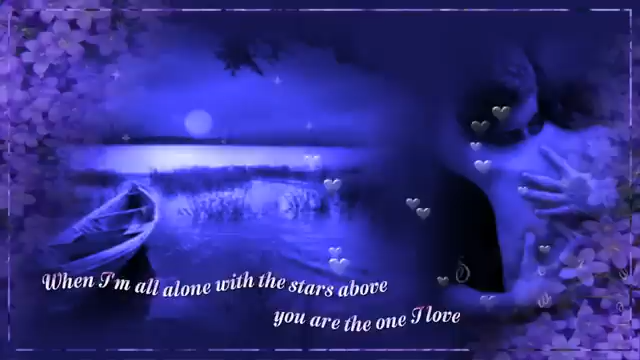 When I'm all alone with the stars above
you are the one I love